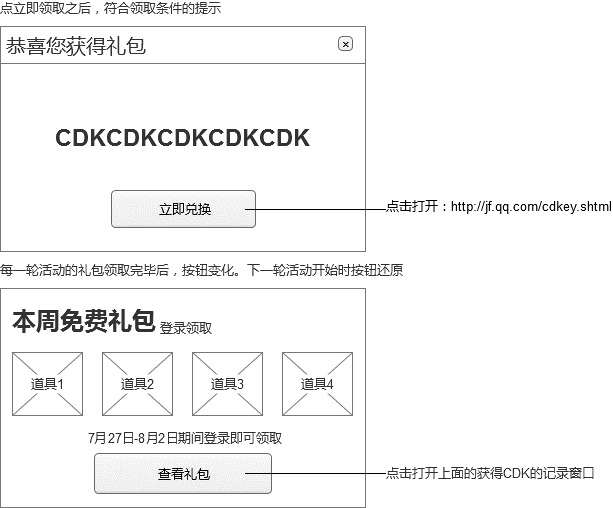 点立即领取之后，符合领取条件的提示
恭喜您获得礼包
CDKCDKCDKCDKCDK
立即兑换
点击打开：http://jf.qq.com/cdkey.shtml
每一轮活动的礼包领取完毕后，按钮变化。下一轮活动开始时按钮还原
本周免费礼包 登录领取
道具1 道具2 道具3 道具4
7月27日-8月2日期间登录即可领取
查看礼包
点击打开上面的获得CDK的记录窗口